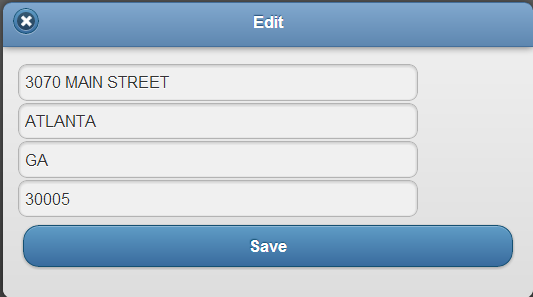 Edit
3070 MAIN STREET
ATLANTA
GA
30005
Save